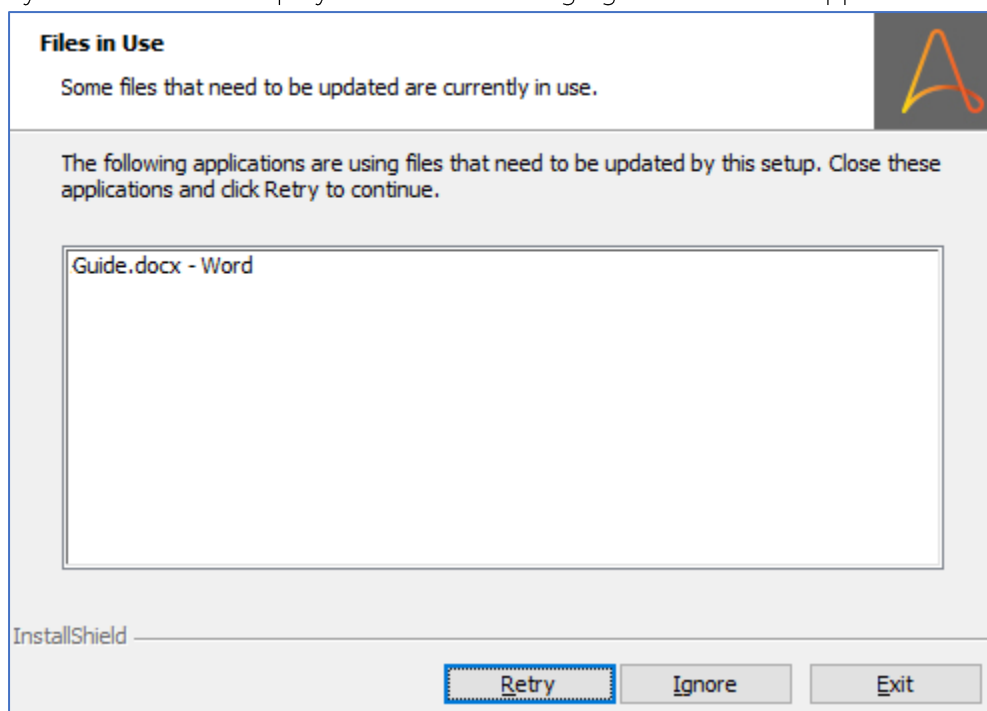 Files in Use
Some files that need to be updated are currently in use.
The following applications are using files that need to be updated by this setup. Close these
applications and click Retry to continue.
Guide.docx - Word
InstallShield
Retry Ignore Exit